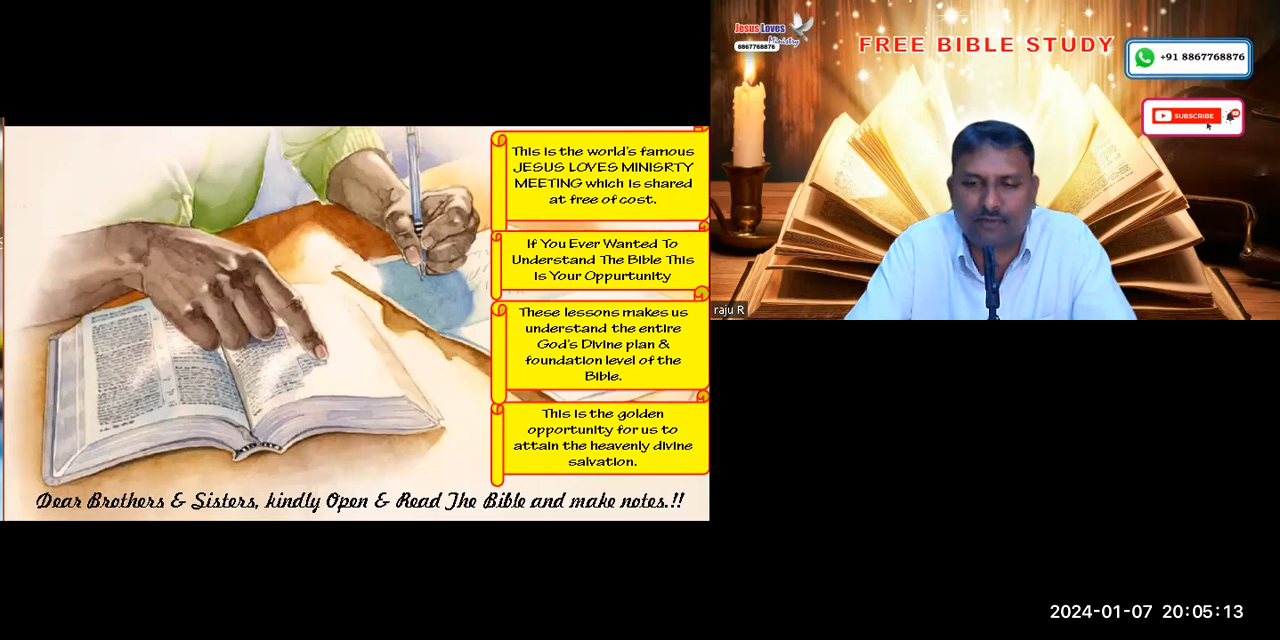 This is the world's famous
JESUS LOVES MINISRTY
MEETING which is shared
at free of cost.
If You Ever Wanted To
Understand The Bible This
is Your Oppurtunity
These lessons makes us
understand the entire
God's Divine plan &
foundation level of the
Bible.
This is the golden
opportunity for us to
attain the heavenly divine
salvation.
Dear Brothers & Sisters, kindly Open & Read The Bible and make notes.!!
Jesus Loves
Ministry
8867768876
FREE BIBLE STUDY
+91 8867768876
SUBSCRIBE
raju R
2024-01-07 20:05:13